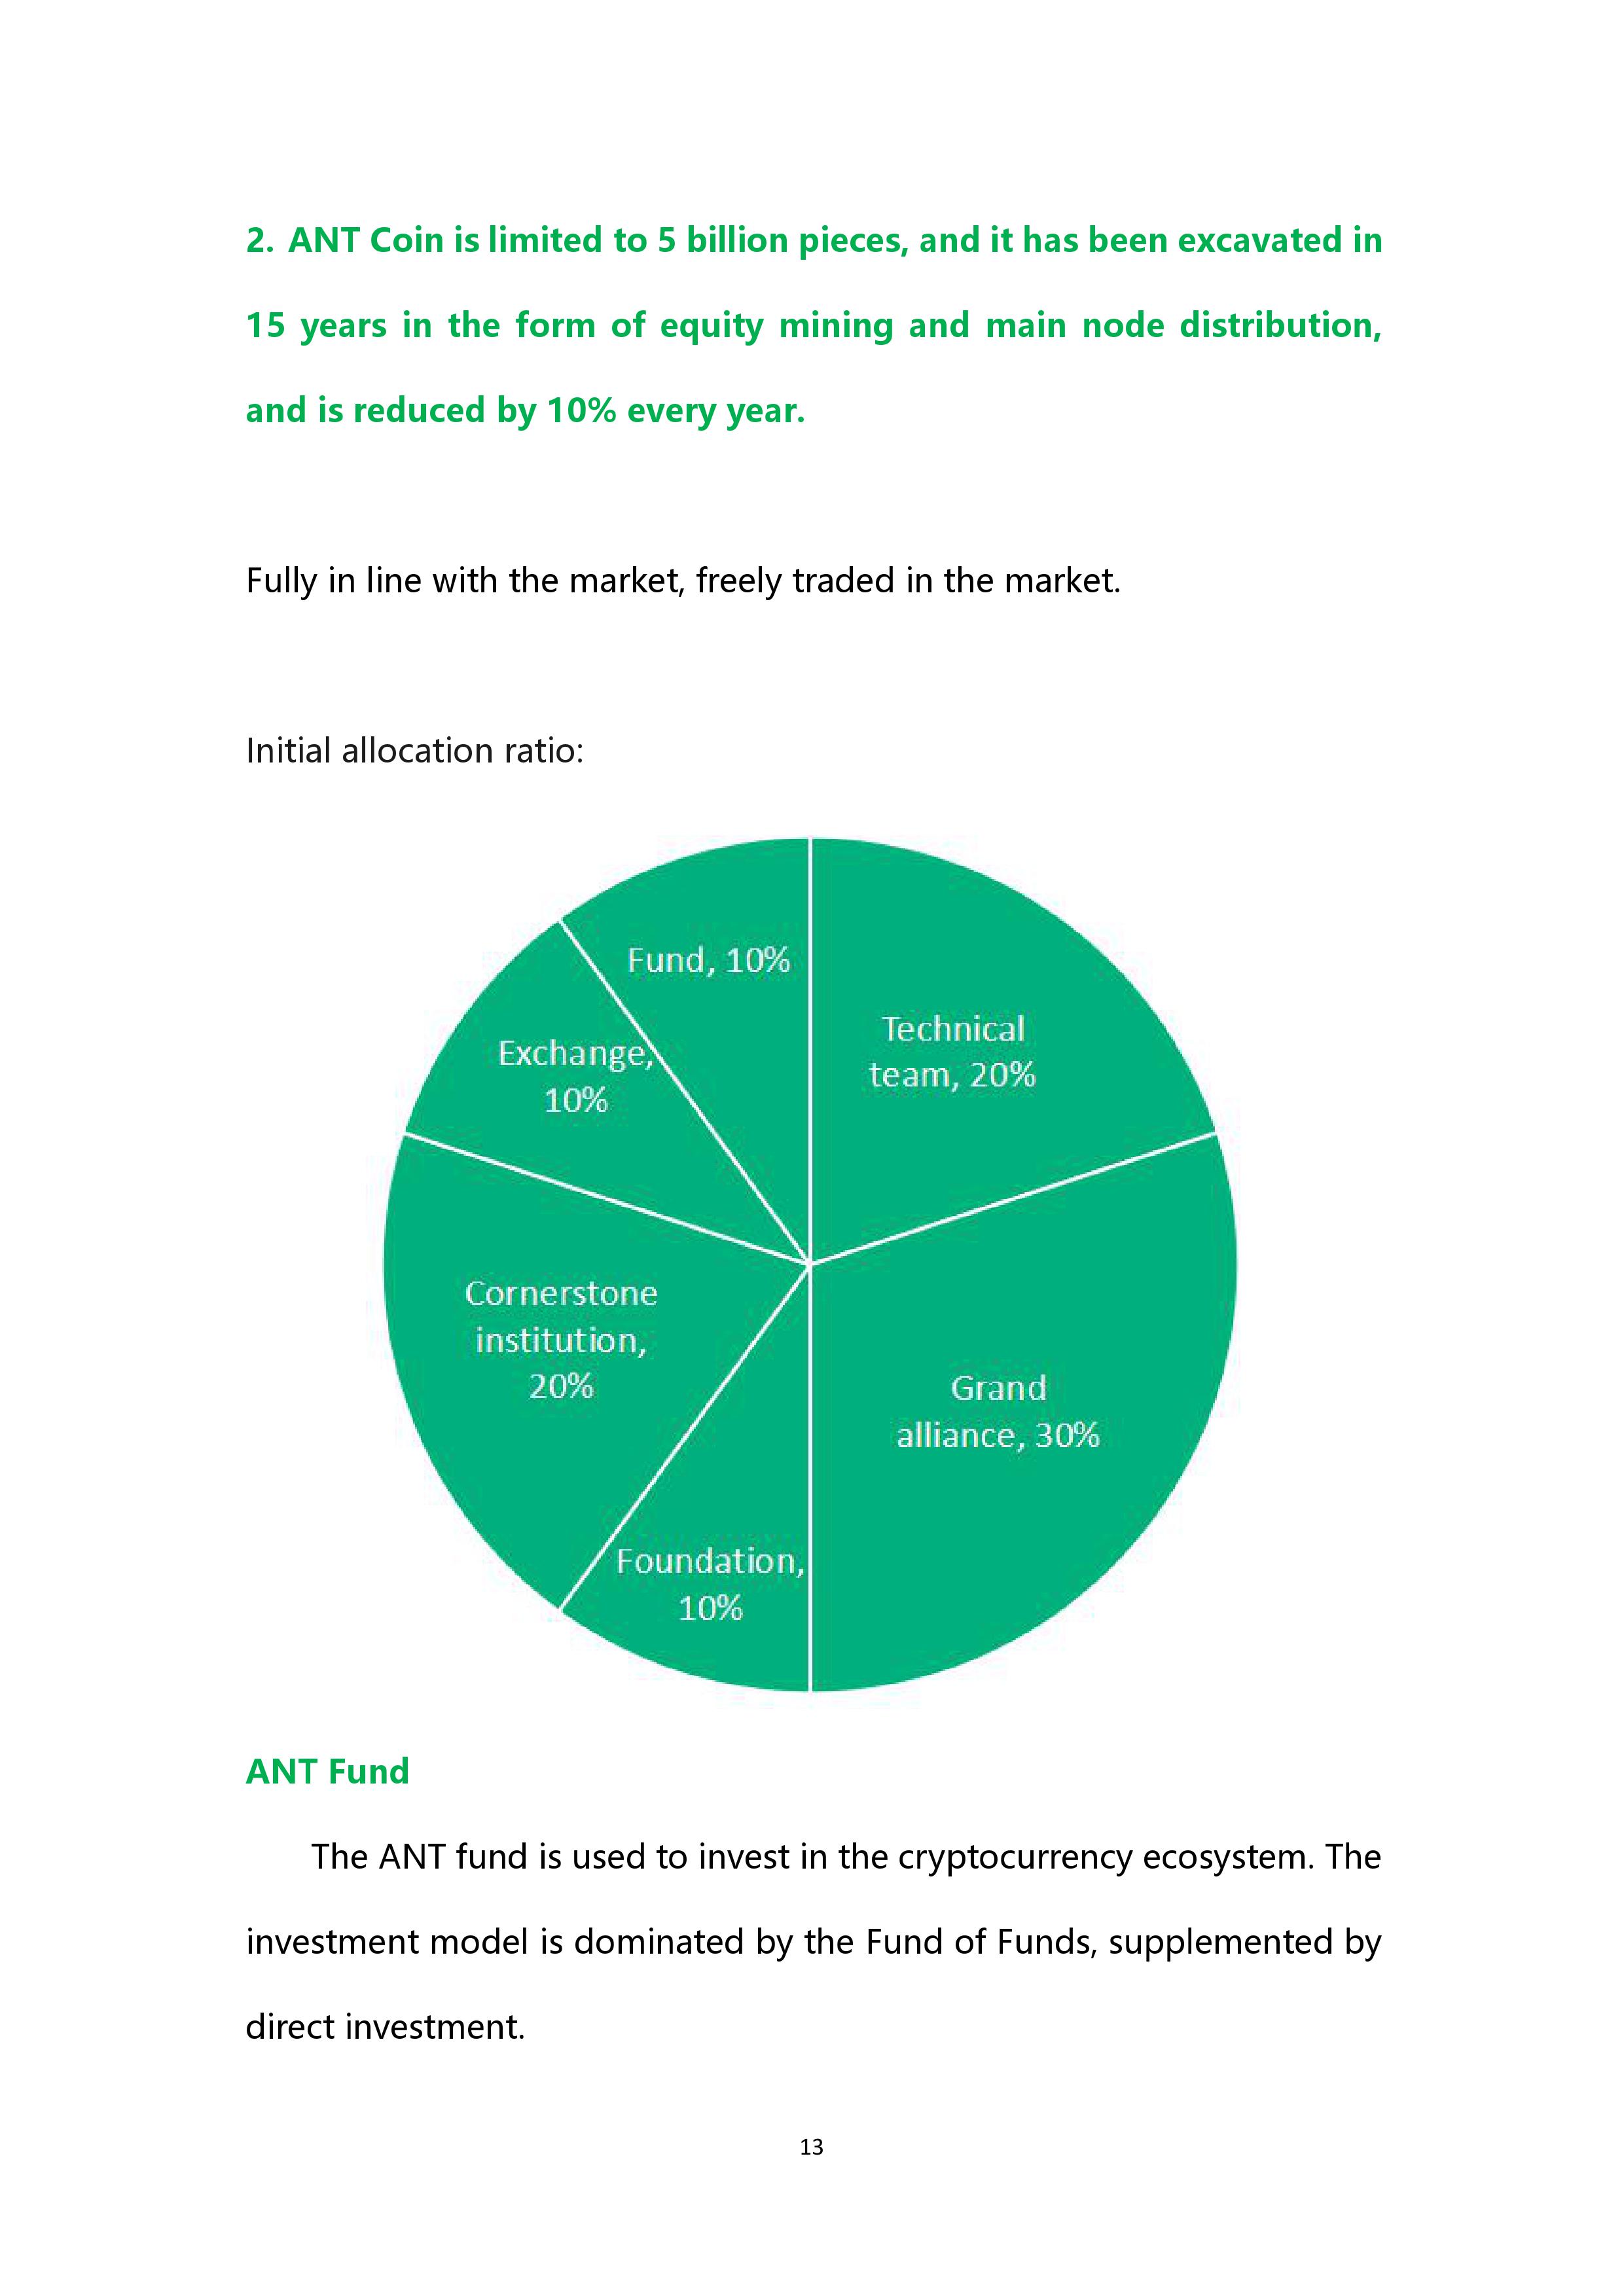 2. ANT Coin is limited to 5 billion pieces, and it has been excavated in
15 years in the form of equity mining and main node distribution,
and is reduced by 10% every year.
Fully in line with the market, freely traded in the market.
Initial allocation ratio:
Fund, 10%
Technical
team, 20%
Exchange,
10%
Cornerstone
institution,
20%
Grand
alliance, 30%
Foundation,
10%
ANT Fund
The ANT fund is used to invest in the cryptocurrency ecosystem. The
investment model is dominated by the Fund of Funds, supplemented by
direct investment.
13